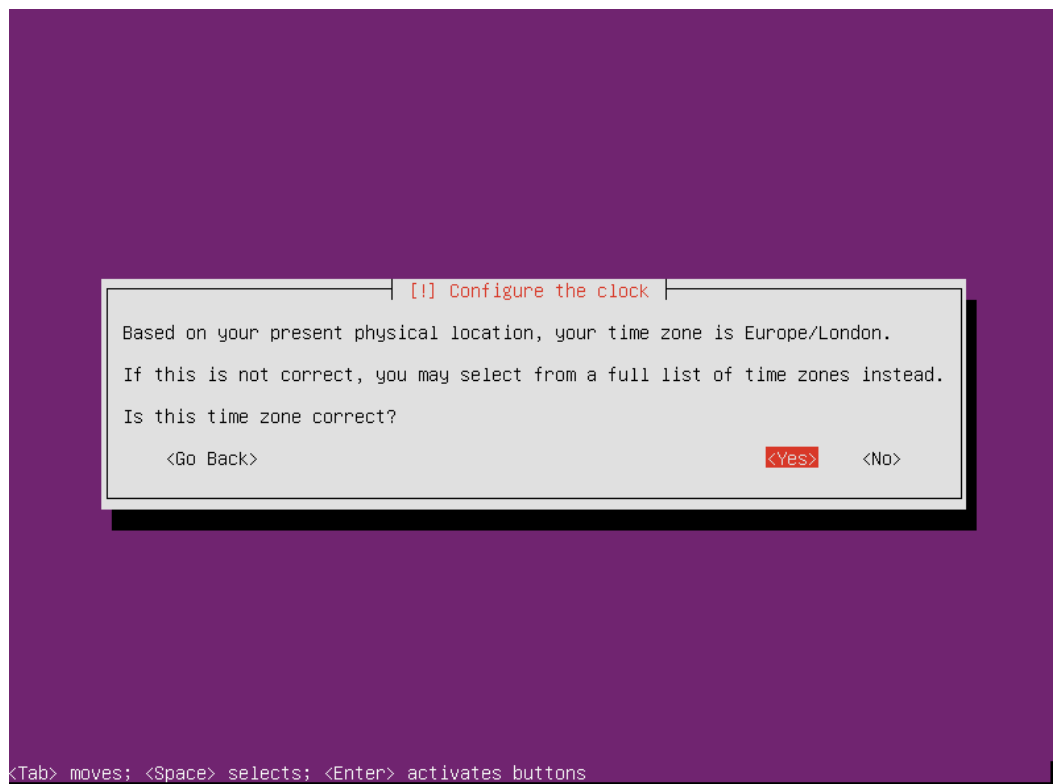 [!] Configure the clock
Based on your present physical location, your time zone is Europe/London.
If this is not correct, you may select from a full list of time zones instead.
Is this time zone correct?
<Go Back> <Yes> <No>
<Tab> moves; <Space> selects; <Enter> activates buttons